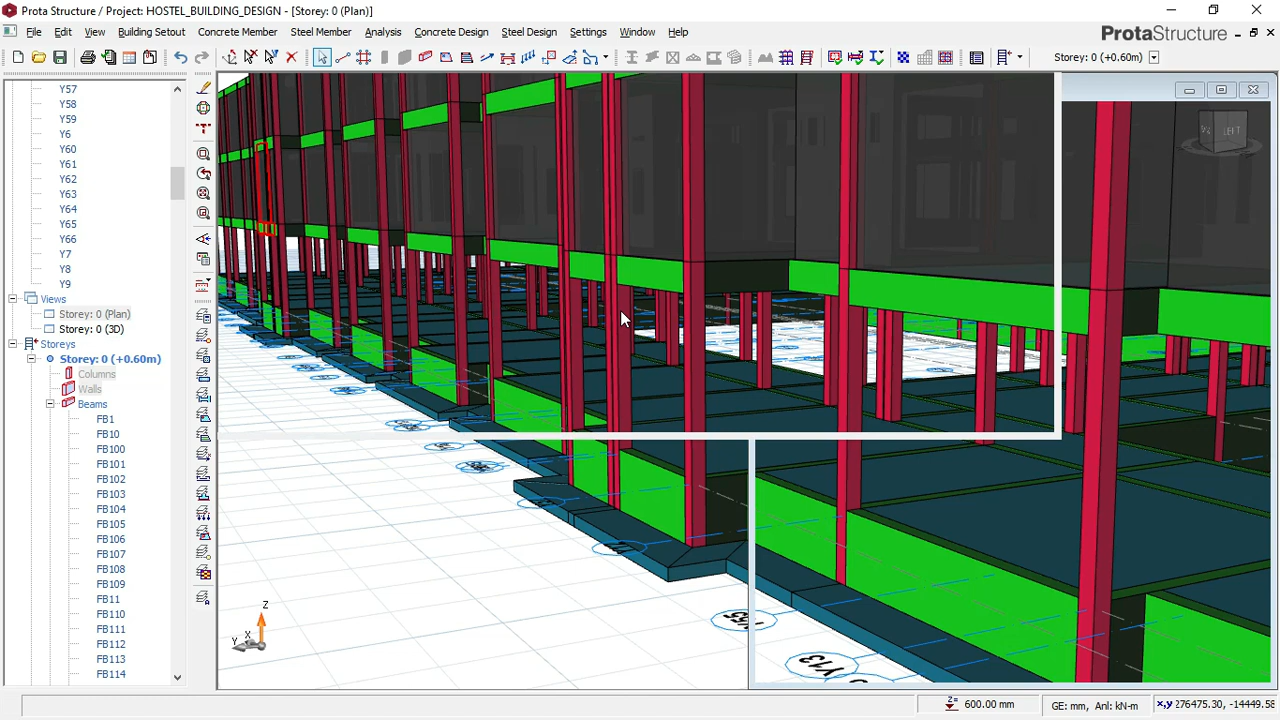 Prota Structure / Project: HOSTEL_BUILDING_DESIGN - [Storey: 0 (Plan)]
File Edit View Building Setout Concrete Member Steel Member Analysis Concrete Design Steel Design Settings Window Help
ProtaStructure
Storey: 0 (+0.60m)
Y57
Y58
Y59
Y6
Y60
Y61
Y62
Y63
Y64
Y65
Y66
Y7
Y8
Y9
Views
Storey: 0 (Plan)
Storey: 0 (3D)
Storeys
Storey: 0 (+0.60m)
Columns
Walls
Beams
FB1
FB10
FB100
FB101
FB102
FB103
FB104
FB105
FB106
FB107
FB108
FB109
FB11
FB110
FB111
FB112
FB113
FB114
LEFT
Z
Y
X
Y13
Z= 600.00 mm
GE: mm, Anl: kN-m
x,y 276475.30, -14449.58